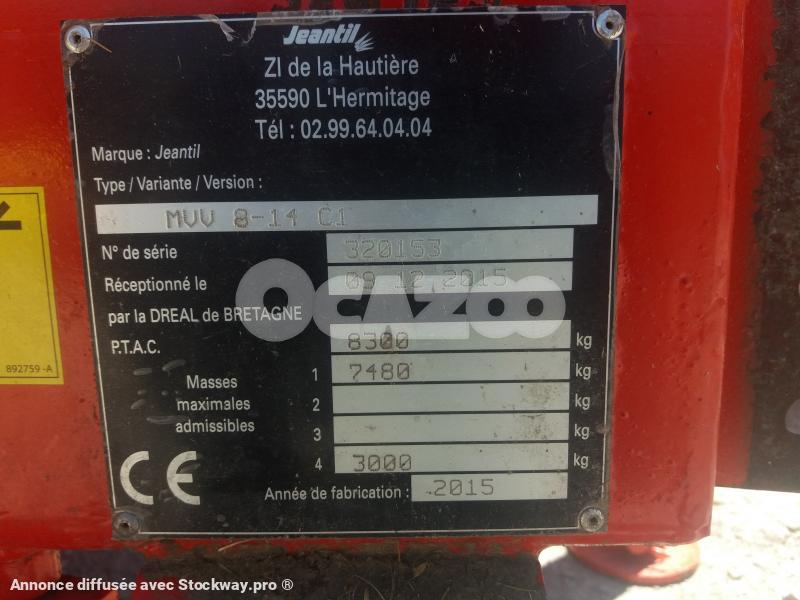 Jeantil
ZI de la Hautière
35590 L'Hermitage
Tél : 02.99.64.04.04
Marque : Jeantil
Type / Variante / Version :
MVV 8-14 C1
N° de série 320153
Réceptionné le 09 12 2015
par la DREAL de BRETAGNE
OCAZOO
P.T.A.C. 8300 kg
Masses maximales admissibles
1 7480 kg
2 kg
3 kg
4 3000 kg
CE
Année de fabrication : 2015
892759 -A
Annonce diffusée avec Stockway.pro ®